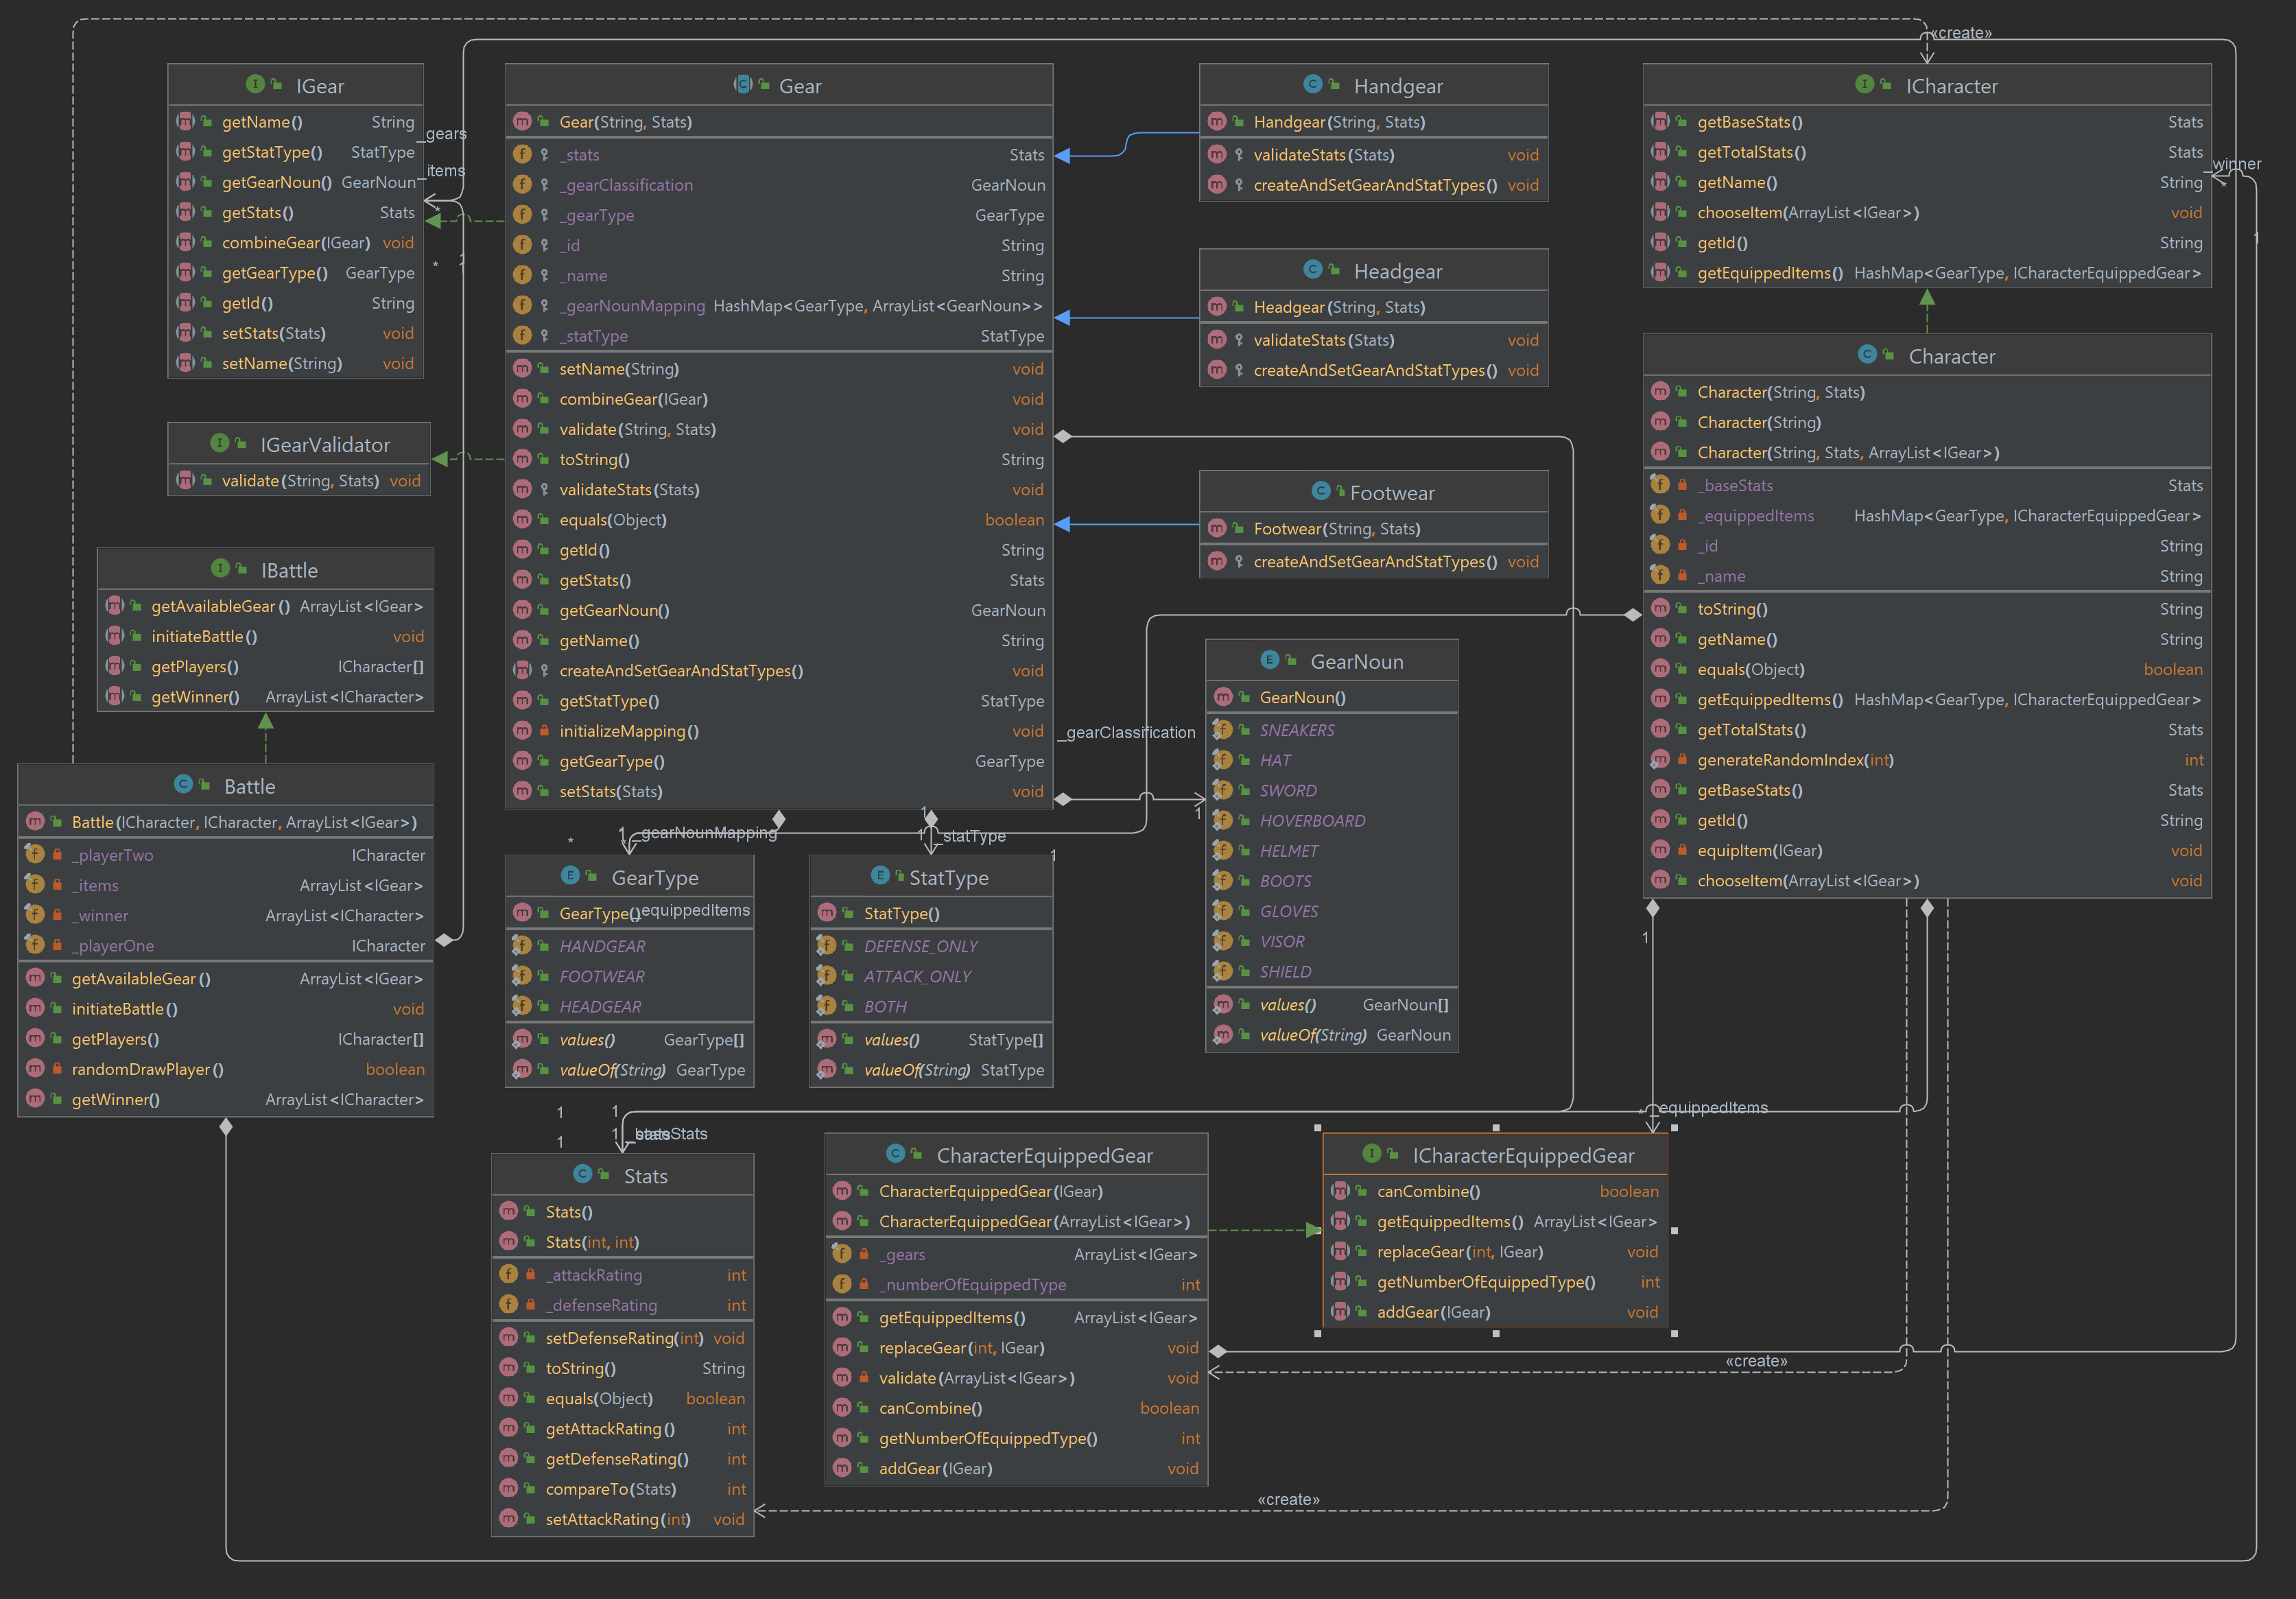 «create»
IGear
getName() String
getStatType() StatType
getGearNoun() GearNoun
getStats() Stats
combineGear(IGear) void
getGearType() GearType
getId() String
setStats(Stats) void
setName(String) void
_gears
_items
*
* 1
IGearValidator
validate(String, Stats) void
IBattle
getAvailableGear() ArrayList<IGear>
initiateBattle() void
getPlayers() ICharacter[]
getWinner() ArrayList<ICharacter>
Battle
Battle(ICharacter, ICharacter, ArrayList<IGear>)
_playerTwo ICharacter
_items ArrayList<IGear>
_winner ArrayList<ICharacter>
_playerOne ICharacter
getAvailableGear() ArrayList<IGear>
initiateBattle() void
getPlayers() ICharacter[]
randomDrawPlayer() boolean
getWinner() ArrayList<ICharacter>
Gear
Gear(String, Stats)
_stats Stats
_gearClassification GearNoun
_gearType GearType
_id String
_name String
_gearNounMapping HashMap<GearType, ArrayList<GearNoun>>
_statType StatType
setName(String) void
combineGear(IGear) void
validate(String, Stats) void
toString() String
validateStats(Stats) void
equals(Object) boolean
getId() String
getStats() Stats
getGearNoun() GearNoun
getName() String
createAndSetGearAndStatTypes() void
getStatType() StatType
initializeMapping() void
getGearType() GearType
setStats(Stats) void
Handgear
Handgear(String, Stats)
validateStats(Stats) void
createAndSetGearAndStatTypes() void
Headgear
Headgear(String, Stats)
validateStats(Stats) void
createAndSetGearAndStatTypes() void
Footwear
Footwear(String, Stats)
createAndSetGearAndStatTypes() void
ICharacter
getBaseStats() Stats
getTotalStats() Stats
getName() String
chooseItem(ArrayList<IGear>) void
getId() String
getEquippedItems() HashMap<GearType, ICharacterEquippedGear>
_winner
*
1
Character
Character(String, Stats)
Character(String)
Character(String, Stats, ArrayList<IGear>)
_baseStats Stats
_equippedItems HashMap<GearType, ICharacterEquippedGear>
_id String
_name String
toString() String
getName() String
equals(Object) boolean
getEquippedItems() HashMap<GearType, ICharacterEquippedGear>
getTotalStats() Stats
generateRandomIndex(int) int
getBaseStats() Stats
getId() String
equipItem(IGear) void
chooseItem(ArrayList<IGear>) void
GearNoun
GearNoun()
SNEAKERS
HAT
SWORD
HOVERBOARD
HELMET
BOOTS
GLOVES
VISOR
SHIELD
values() GearNoun[]
valueOf(String) GearNoun
_gearClassification
1
1
* 1 _gearNounMapping 1 _statType
1
GearType
GearType()
_equippedItems
HANDGEAR
FOOTWEAR
HEADGEAR
values() GearType[]
valueOf(String) GearType
StatType
StatType()
DEFENSE_ONLY
ATTACK_ONLY
BOTH
values() StatType[]
valueOf(String) StatType
1
1 1
1 1 _baseStats
_stats
* _equippedItems
Stats
Stats()
Stats(int, int)
_attackRating int
_defenseRating int
setDefenseRating(int) void
toString() String
equals(Object) boolean
getAttackRating() int
getDefenseRating() int
compareTo(Stats) int
setAttackRating(int) void
CharacterEquippedGear
CharacterEquippedGear(IGear)
CharacterEquippedGear(ArrayList<IGear>)
_gears ArrayList<IGear>
_numberOfEquippedType int
getEquippedItems() ArrayList<IGear>
replaceGear(int, IGear) void
validate(ArrayList<IGear>) void
canCombine() boolean
getNumberOfEquippedType() int
addGear(IGear) void
ICharacterEquippedGear
canCombine() boolean
getEquippedItems() ArrayList<IGear>
replaceGear(int, IGear) void
getNumberOfEquippedType() int
addGear(IGear) void
«create»
«create»